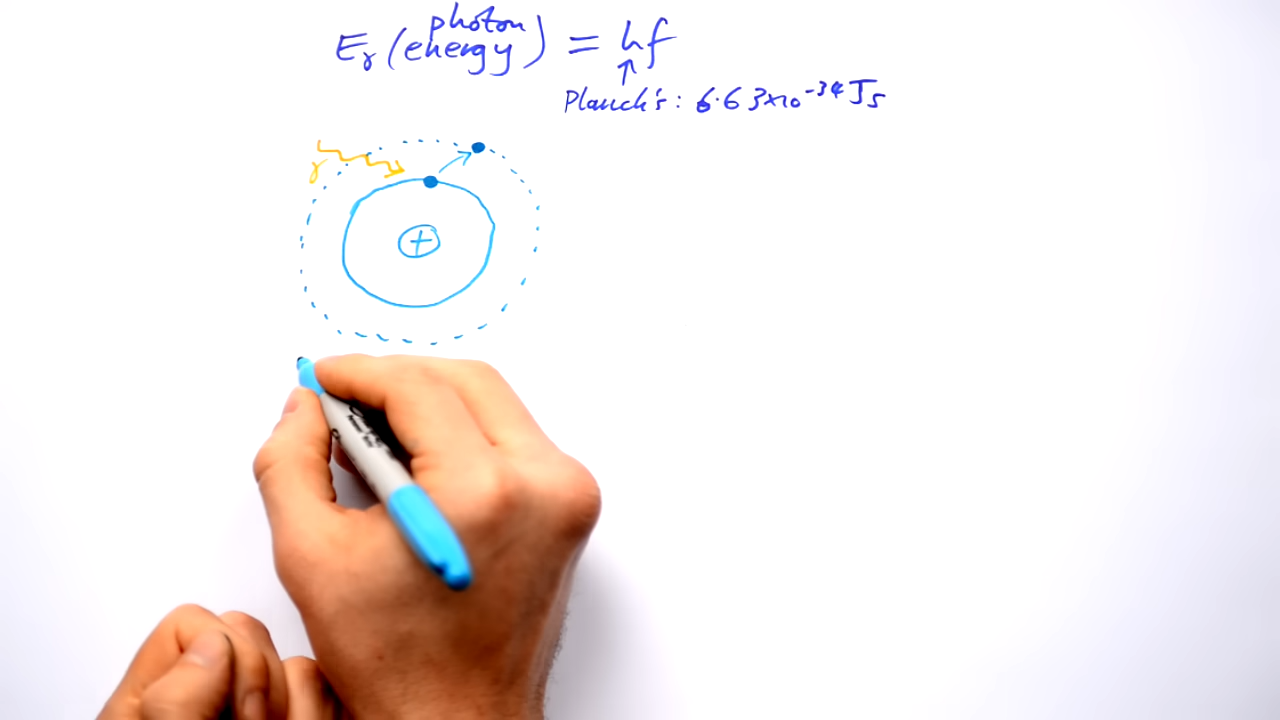 photon
Eγ (energy) = hf
↑
Planck's: 6.63×10⁻³⁴ Js
γ
+